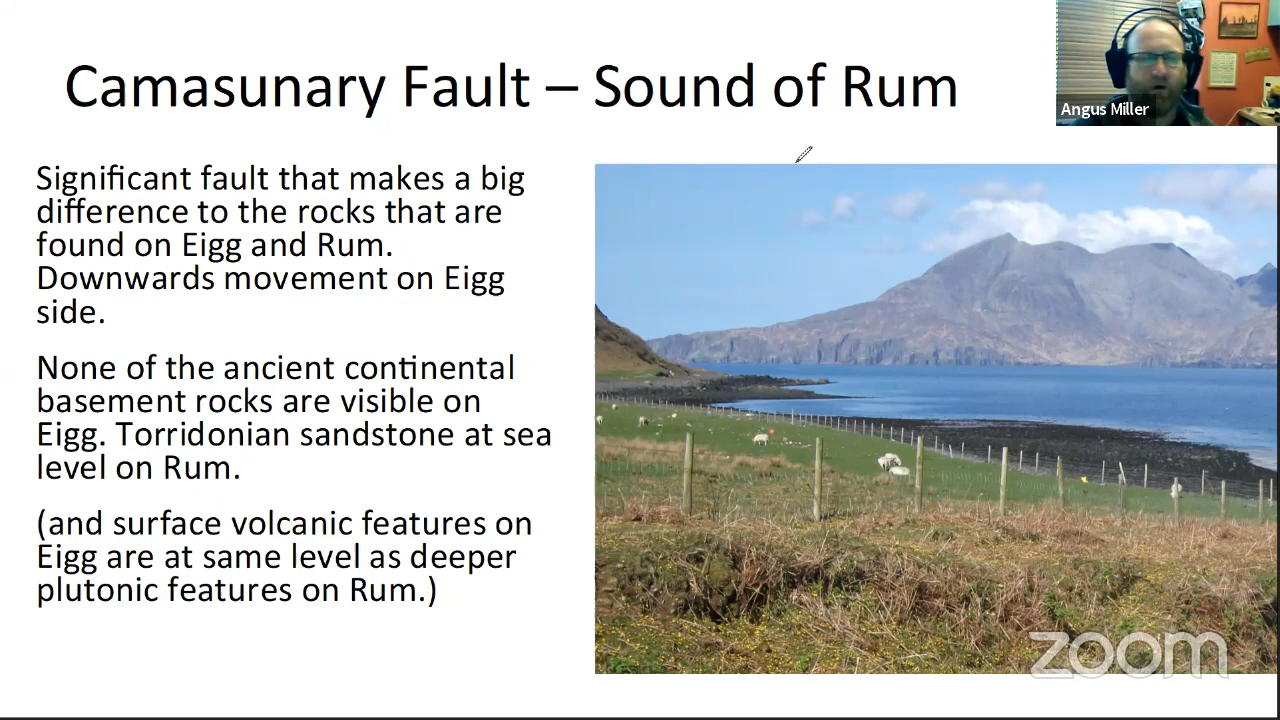 Camasunary Fault – Sound of Rum
Angus Miller
Significant fault that makes a big
difference to the rocks that are
found on Eigg and Rum.
Downwards movement on Eigg
side.
None of the ancient continental
basement rocks are visible on
Eigg. Torridonian sandstone at sea
level on Rum.
(and surface volcanic features on
Eigg are at same level as deeper
plutonic features on Rum.)
zoom